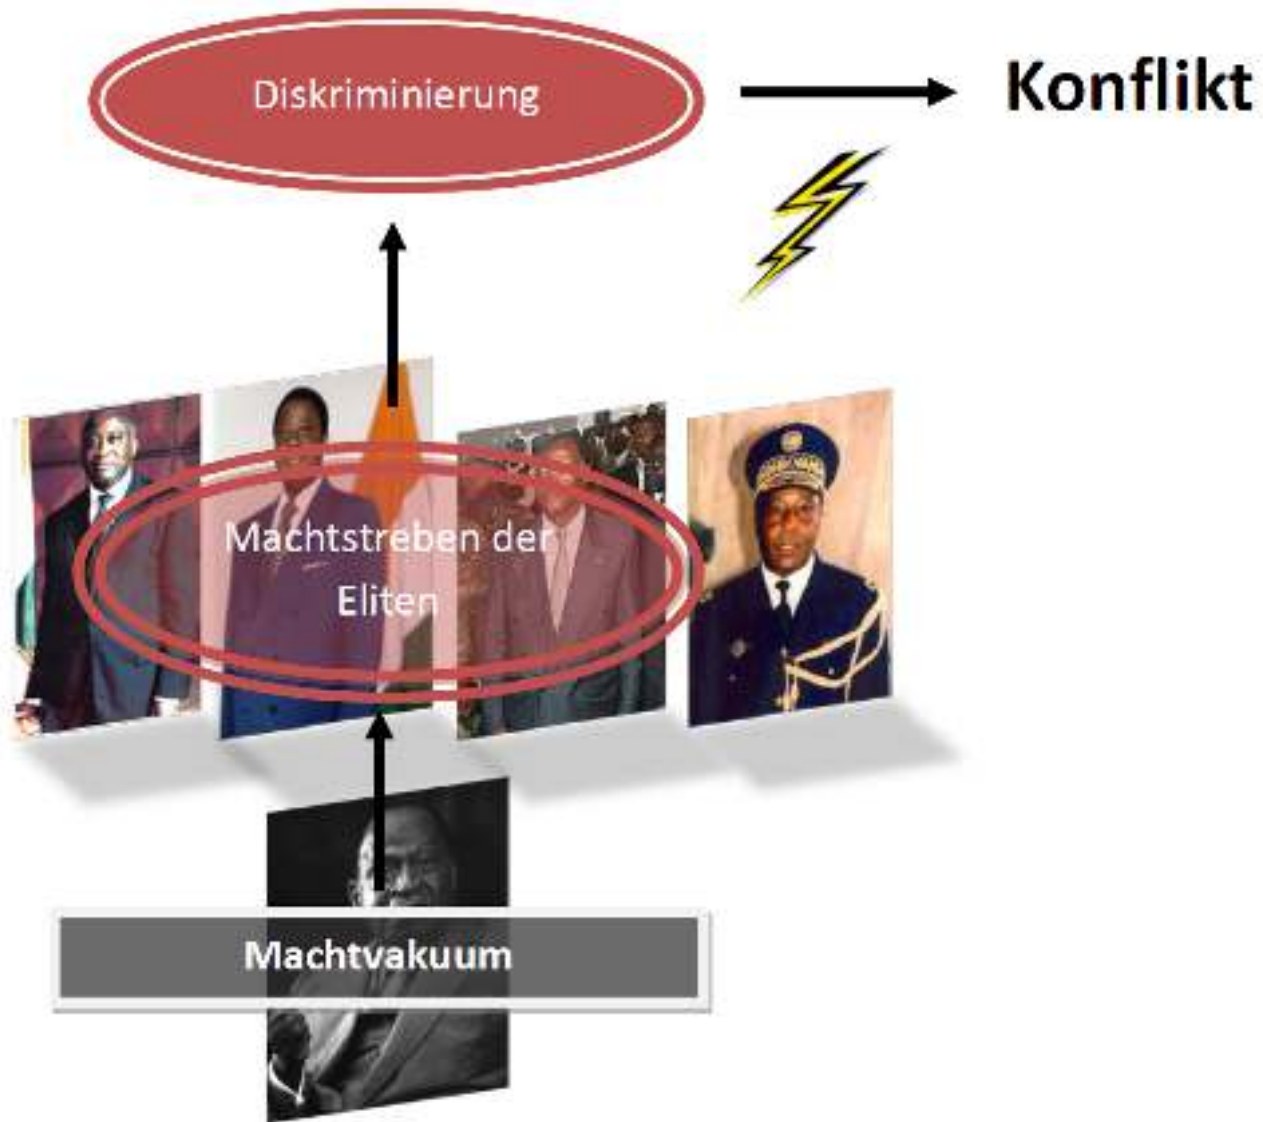 Diskriminierung
Konflikt
Machtstreben der
Eliten
Machtvakuum